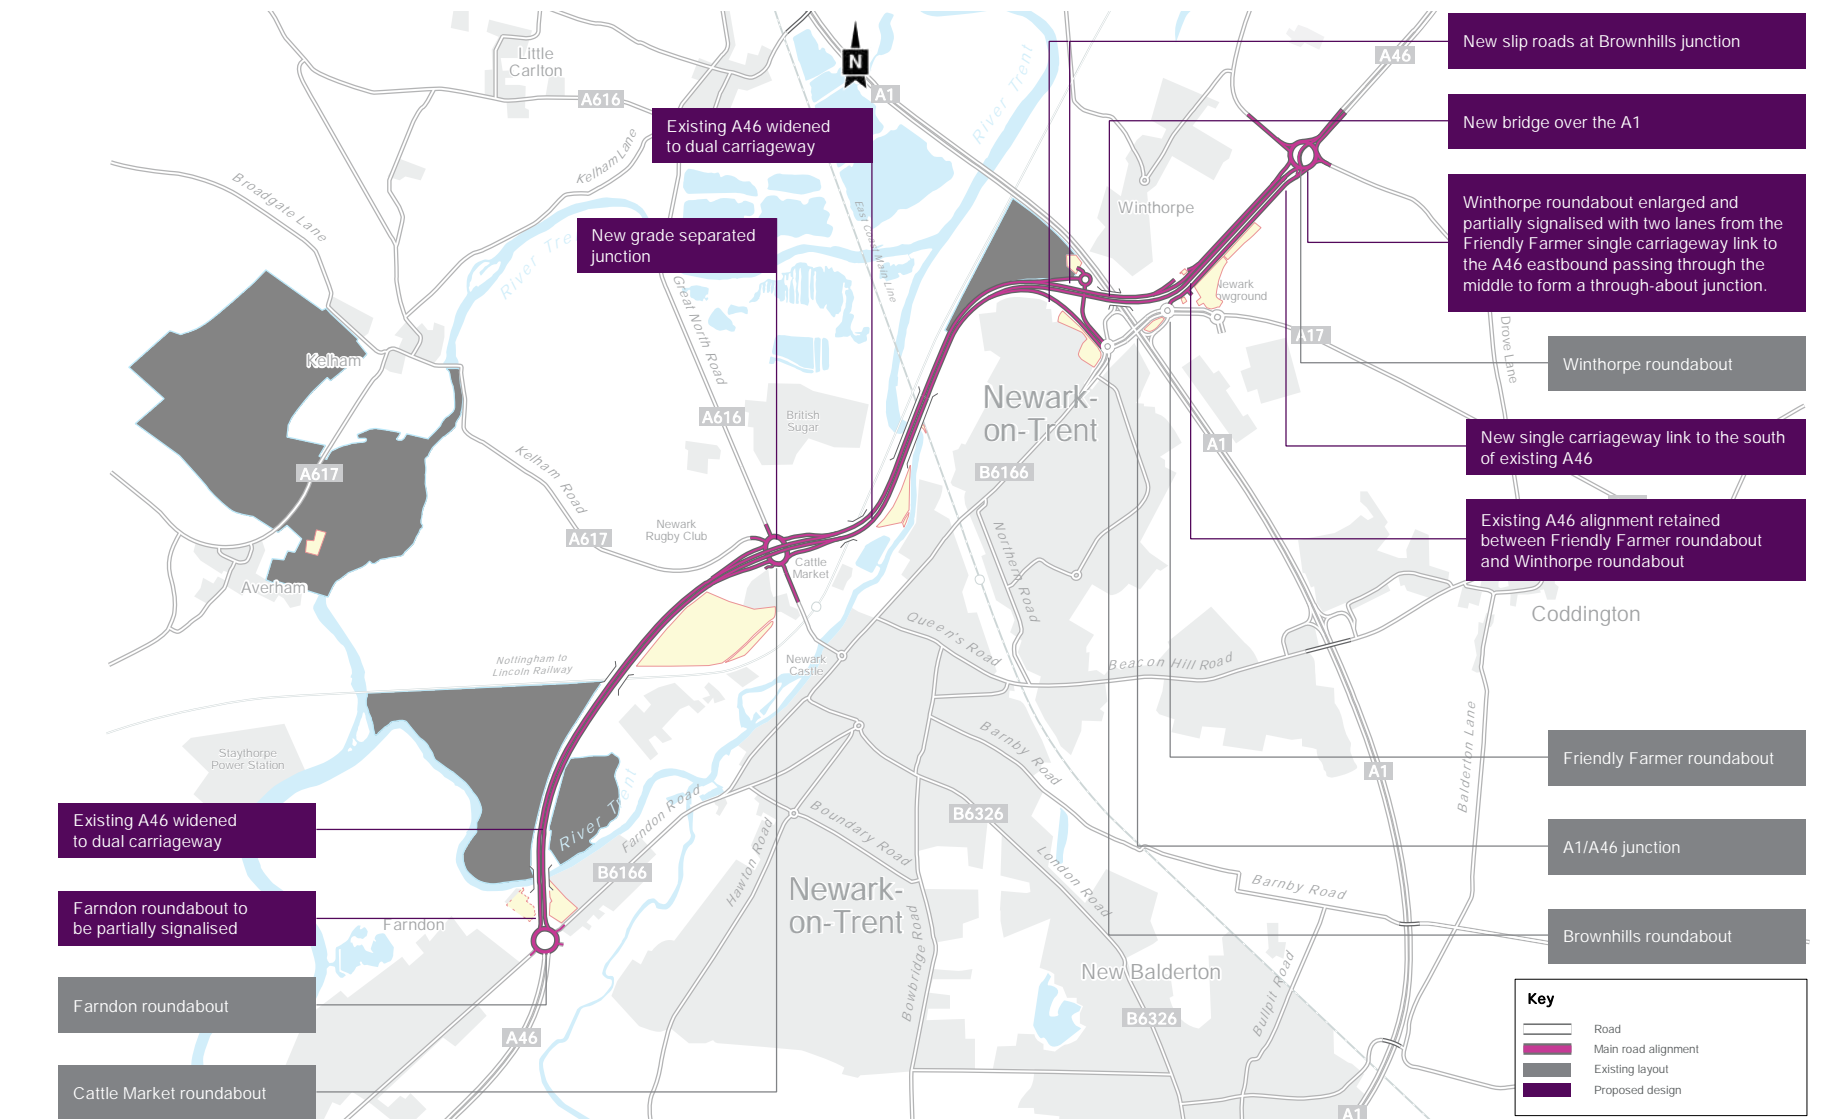 New slip roads at Brownhills junction
New bridge over the A1
Winthorpe roundabout enlarged and
partially signalised with two lanes from the
Friendly Farmer single carriageway link to
the A46 eastbound passing through the
middle to form a through-about junction.
Winthorpe roundabout
New single carriageway link to the south
of existing A46
Existing A46 alignment retained
between Friendly Farmer roundabout
and Winthorpe roundabout
Friendly Farmer roundabout
A1/A46 junction
Brownhills roundabout
Existing A46 widened
to dual carriageway
New grade separated
junction
Existing A46 widened
to dual carriageway
Farndon roundabout to
be partially signalised
Farndon roundabout
Cattle Market roundabout
N
Little
Carlton
A616
A1
A46
River Trent
Kelham Lane
Broadgate Lane
River Tre
East Coast Main Line
Winthorpe
Great North Road
Newark
wground
A17
Drove Lane
Kelham
A616
British
Sugar
Newark-
on-Trent
A1
B6166
A617
Kelham Road
Newark
Rugby Club
A617
Cattle
Market
Northern Road
Averham
Coddington
Queen's Road
Beacon Hill Road
Nottingham to
Lincoln Railway
Newark
Castle
Staythorpe
Power Station
Barnby Road
Balderton Lane
A1
River Trent
Farndon Road
Boundary Road
B6326
B6166
Hawton Road
London Road
Newark-
on-Trent
Barnby Road
Farndon
Bowbridge Road
New Balderton
Bullpit Road
B6326
A46
A1
Key
Road
Main road alignment
Existing layout
Proposed design